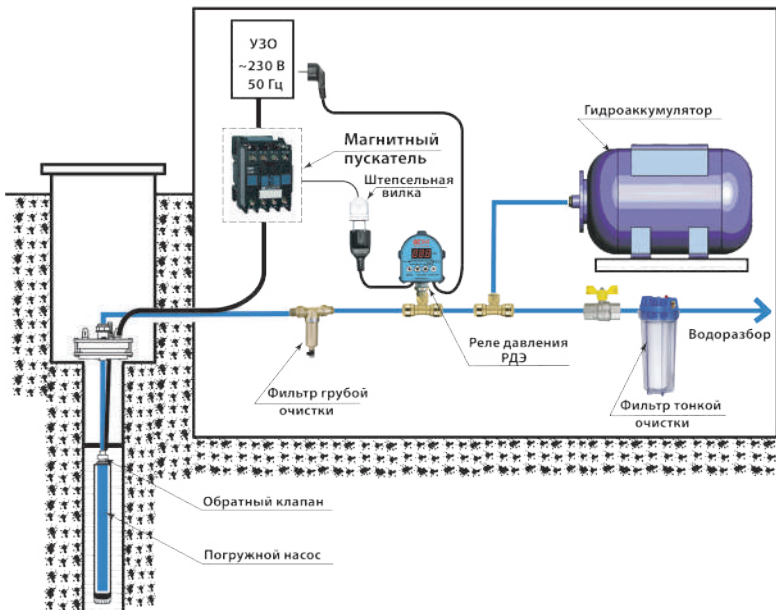 УЗО
~230 В
50 Гц
Магнитный
пускатель
Штепсельная
вилка
Гидроаккумулятор
Реле давления
РДЭ
Водоразбор
Фильтр грубой
очистки
Фильтр тонкой
очистки
Обратный клапан
Погружной насос